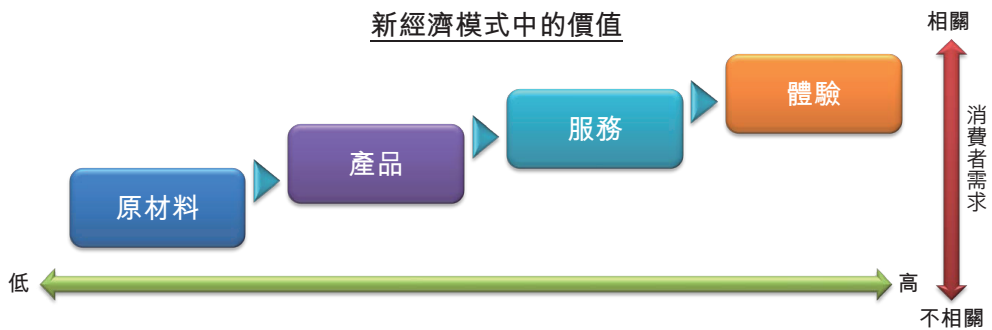 新經濟模式中的價值
相關
體驗
服務
產品
原材料
消費者需求
低
高
不相關